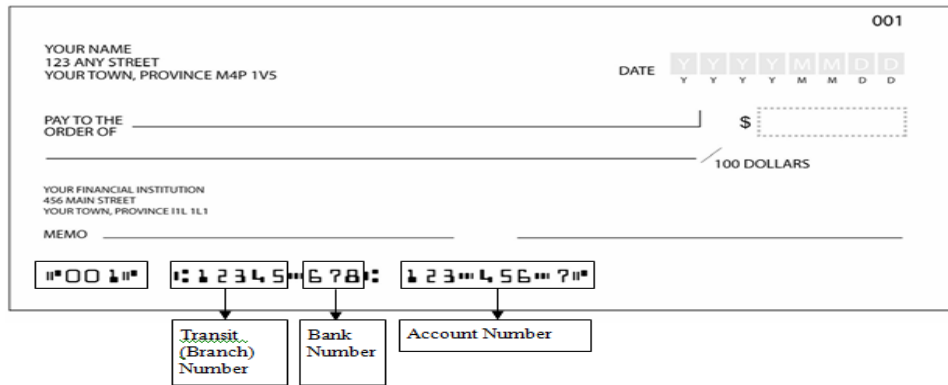 001
YOUR NAME
123 ANY STREET
YOUR TOWN, PROVINCE M4P 1V5
DATE Y Y Y Y M M D D
Y Y Y Y M M D D
PAY TO THE
ORDER OF
$
/100 DOLLARS
YOUR FINANCIAL INSTITUTION
456 MAIN STREET
YOUR TOWN, PROVINCE I1L 1L1
MEMO
⑈001⑈ ⑆12345⑉678⑆ 123⑉456⑉7⑈
Transit
(Branch)
Number
Bank
Number
Account Number